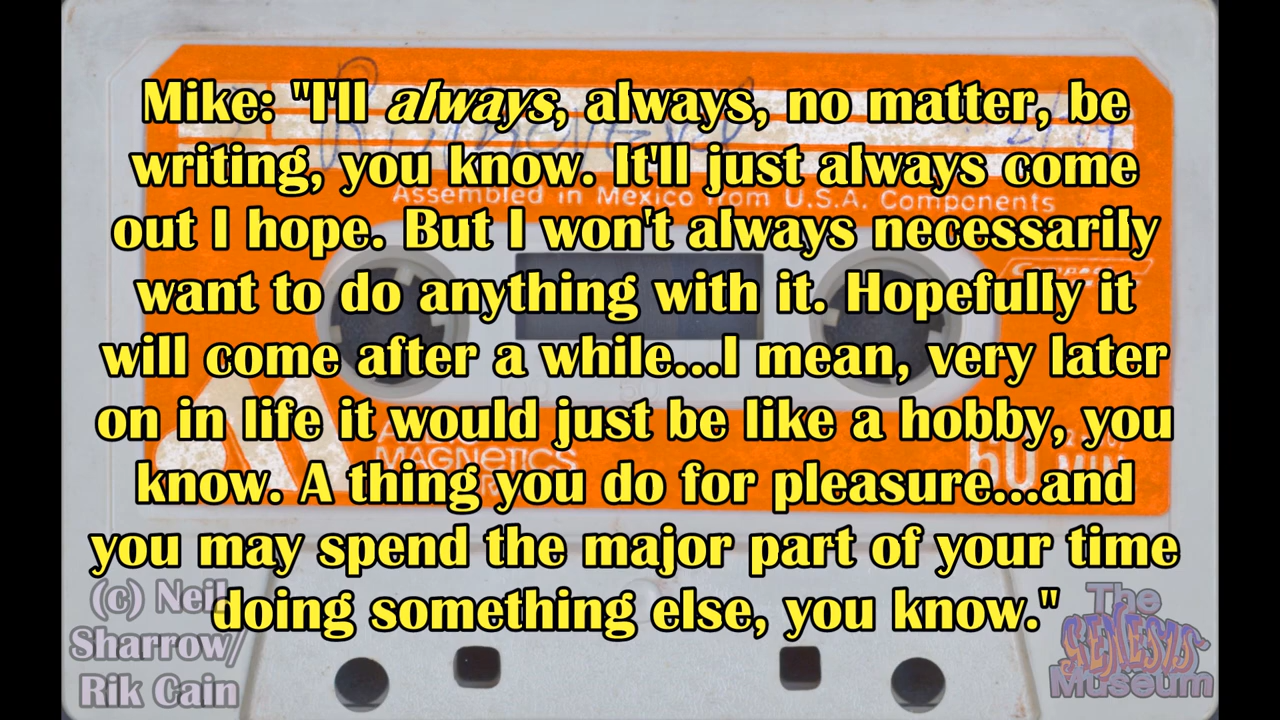 Mike: "I'll always, always, no matter, be
writing, you know. It'll just always come
out I hope. But I won't always necessarily
want to do anything with it. Hopefully it
will come after a while...I mean, very later
on in life it would just be like a hobby, you
know. A thing you do for pleasure...and
you may spend the major part of your time
doing something else, you know."
Assembled in Mexico from U.S.A. Components
MAGNETICS
60
(c) Neil
Sharrow/
Rik Cain
The
GENESIS
Museum